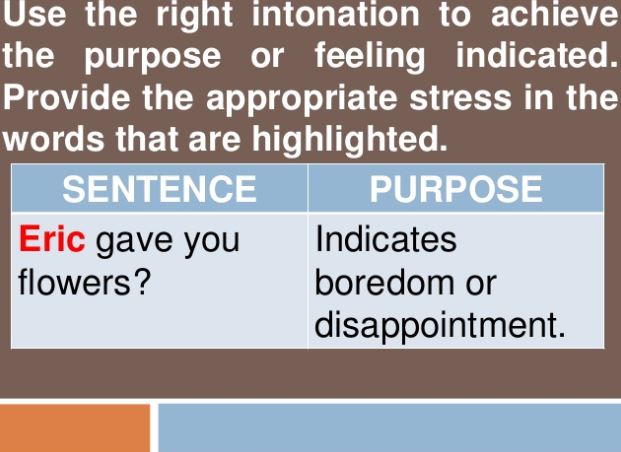 Use the right intonation to achieve
the purpose or feeling indicated.
Provide the appropriate stress in the
words that are highlighted.
SENTENCE PURPOSE
Eric gave you
flowers?
Indicates
boredom or
disappointment.